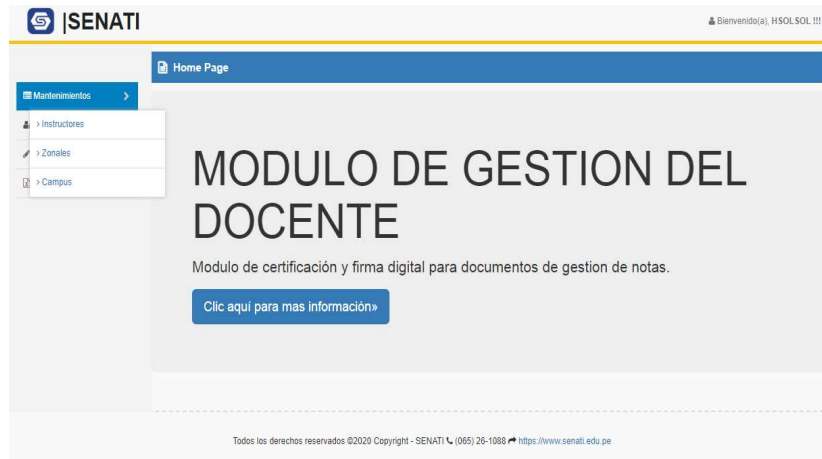 |SENATI
Bienvenido(a), HSOLSOL !!!
Home Page
Mantenimientos >
> Instructores
> Zonales
> Campus
MODULO DE GESTION DEL
DOCENTE
Modulo de certificación y firma digital para documentos de gestion de notas.
Clic aquí para mas información»
Todos los derechos reservados ©2020 Copyright - SENATI (065) 26-1088 https://www.senati.edu.pe